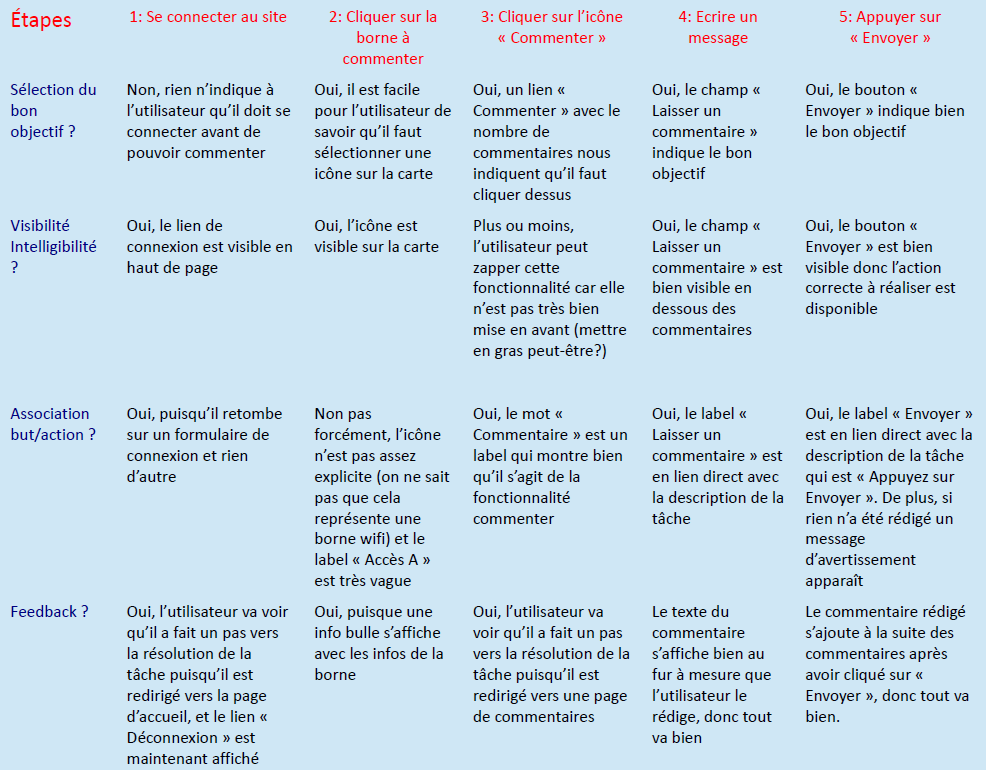 Étapes
1: Se connecter au site
2: Cliquer sur la
borne à
commenter
3: Cliquer sur l’icône
« Commenter »
4: Ecrire un
message
5: Appuyer sur
« Envoyer »
Sélection du
bon
objectif ?
Non, rien n’indique à
l’utilisateur qu’il doit se
connecter avant de
pouvoir commenter
Oui, il est facile
pour l’utilisateur de
savoir qu’il faut
sélectionner une
icône sur la carte
Oui, un lien «
Commenter » avec le
nombre de
commentaires nous
indiquent qu’il faut
cliquer dessus
Oui, le champ «
Laisser un
commentaire »
indique le bon
objectif
Oui, le bouton «
Envoyer » indique bien
le bon objectif
Visibilité
Intelligibilité
?
Oui, le lien de
connexion est visible en
haut de page
Oui, l’icône est
visible sur la carte
Plus ou moins,
l’utilisateur peut
zapper cette
fonctionnalité car elle
n’est pas très bien
mise en avant (mettre
en gras peut-être?)
Oui, le champ «
Laisser un
commentaire » est
bien visible en
dessous des
commentaires
Oui, le bouton «
Envoyer » est bien
visible donc l’action
correcte à réaliser est
disponible
Association
but/action ?
Oui, puisqu’il retombe
sur un formulaire de
connexion et rien
d’autre
Non pas
forcément, l’icône
n’est pas assez
explicite (on ne sait
pas que cela
représente une
borne wifi) et le
label « Accès A »
est très vague
Oui, le mot «
Commentaire » est un
label qui montre bien
qu’il s’agit de la
fonctionnalité
commenter
Oui, le label «
Laisser un
commentaire » est
en lien direct avec
la description de la
tâche
Oui, le label « Envoyer »
est en lien direct avec la
description de la tâche
qui est « Appuyez sur
Envoyer ». De plus, si
rien n’a été rédigé un
message
d’avertissement
apparaît
Feedback ?
Oui, l’utilisateur va voir
qu’il a fait un pas vers
la résolution de la
tâche puisqu’il est
redirigé vers la page
d’accueil, et le lien «
Déconnexion » est
maintenant affiché
Oui, puisque une
info bulle s’affiche
avec les infos de la
borne
Oui, l’utilisateur va
voir qu’il a fait un pas
vers la résolution de la
tâche puisqu’il est
redirigé vers une page
de commentaires
Le texte du
commentaire
s’affiche bien au
fur à mesure que
l’utilisateur le
rédige, donc tout
va bien
Le commentaire rédigé
s’ajoute à la suite des
commentaires après
avoir cliqué sur «
Envoyer », donc tout va
bien.